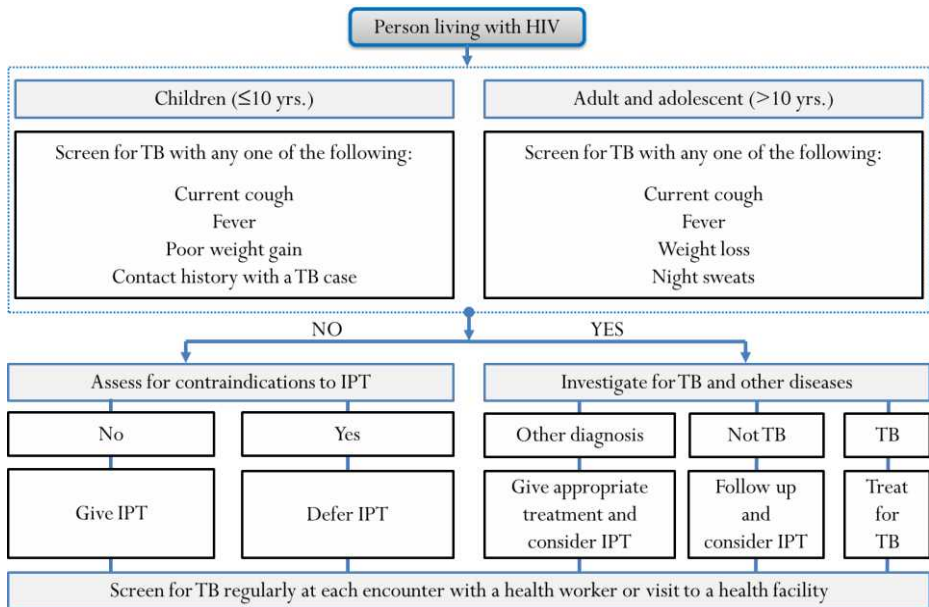 Person living with HIV
Children (≤10 yrs.)
Adult and adolescent (>10 yrs.)
Screen for TB with any one of the following:
Current cough
Fever
Poor weight gain
Contact history with a TB case
Screen for TB with any one of the following:
Current cough
Fever
Weight loss
Night sweats
NO
YES
Assess for contraindications to IPT
Investigate for TB and other diseases
No
Yes
Other diagnosis
Not TB
TB
Give IPT
Defer IPT
Give appropriate
treatment and
consider IPT
Follow up
and
consider IPT
Treat
for
TB
Screen for TB regularly at each encounter with a health worker or visit to a health facility